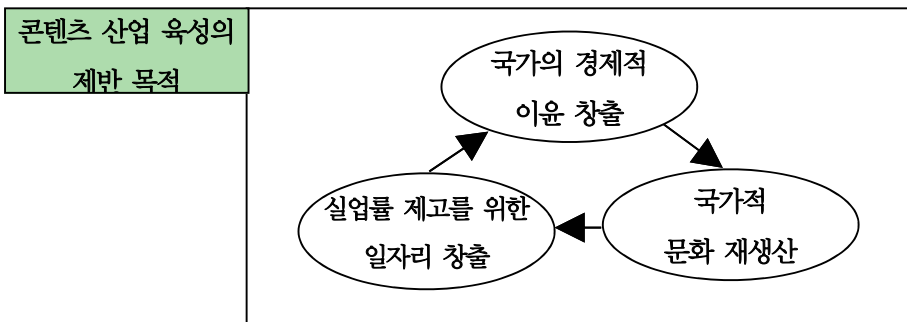 콘텐츠 산업 육성의
제반 목적
국가의 경제적
이윤 창출
실업률 제고를 위한
일자리 창출
국가적
문화 재생산